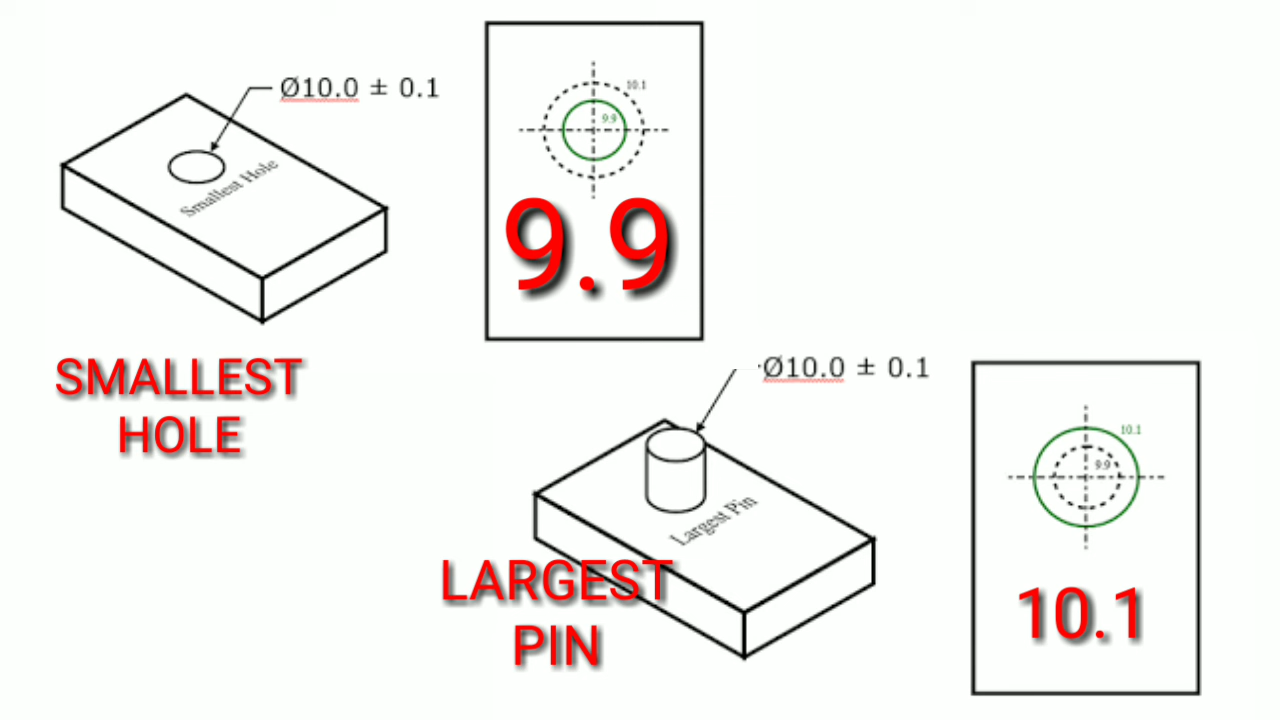 Ø10.0 ± 0.1
10.1
9.9
Smallest Hole
9.9
SMALLEST
HOLE
Ø10.0 ± 0.1
10.1
9.9
Largest Pin
LARGEST
PIN
10.1